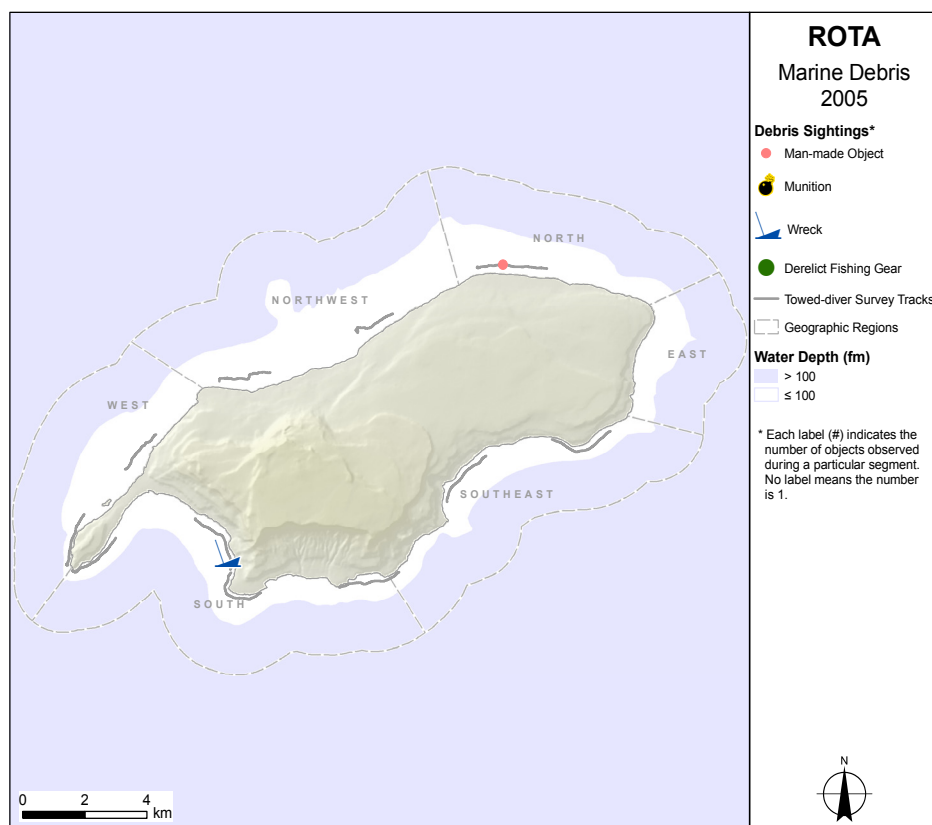 ROTA
Marine Debris
2005
Debris Sightings*
Man-made Object
Munition
Wreck
Derelict Fishing Gear
Towed-diver Survey Tracks
Geographic Regions
Water Depth (fm)
> 100
≤ 100
* Each label (#) indicates the
number of objects observed
during a particular segment.
No label means the number
is 1.
NORTH
NORTHWEST
EAST
WEST
SOUTHEAST
SOUTH
0 2 4
km
N